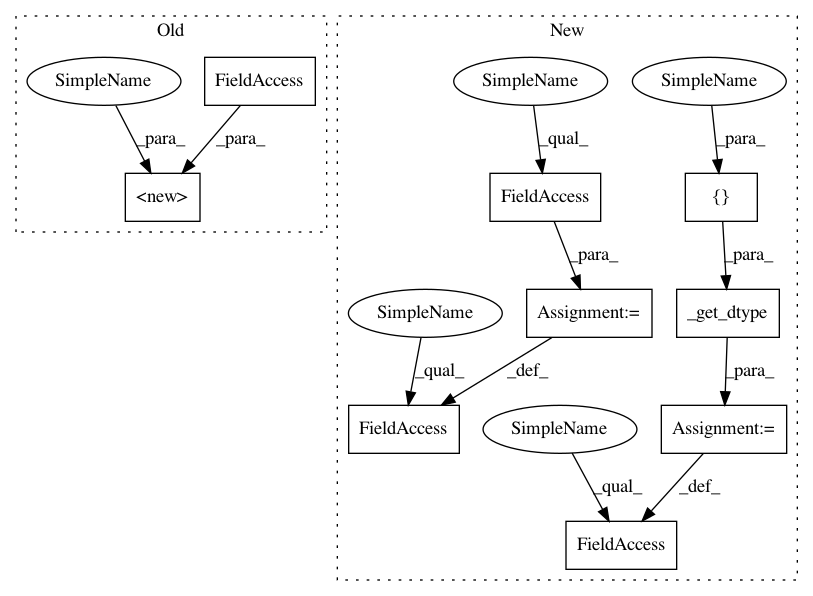 Old
New
SimpleName
FieldAccess
SimpleName
SimpleName
_para_
_para_
_qual_
_para_
<new>
FieldAccess
{}
_para_
_para_
SimpleName
Assignment:=
_get_dtype
_qual_
_def_
_para_
FieldAccess
SimpleName
Assignment:=
_qual_
_def_
FieldAccess